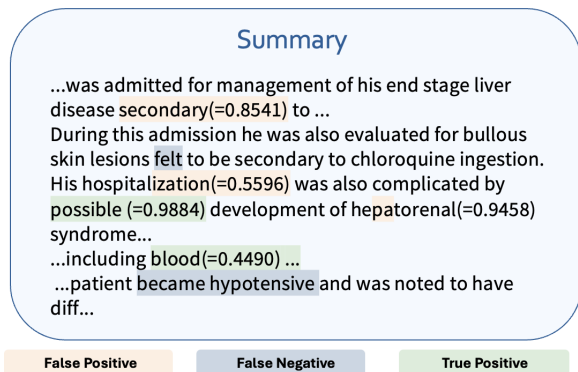 Summary
...was admitted for management of his end stage liver
disease secondary(=0.8541) to ...
During this admission he was also evaluated for bullous
skin lesions felt to be secondary to chloroquine ingestion.
His hospitalization(=0.5596) was also complicated by
possible (=0.9884) development of hepatorenal(=0.9458)
syndrome...
...including blood(=0.4490) ...
...patient became hypotensive and was noted to have
diff...
False Positive False Negative True Positive